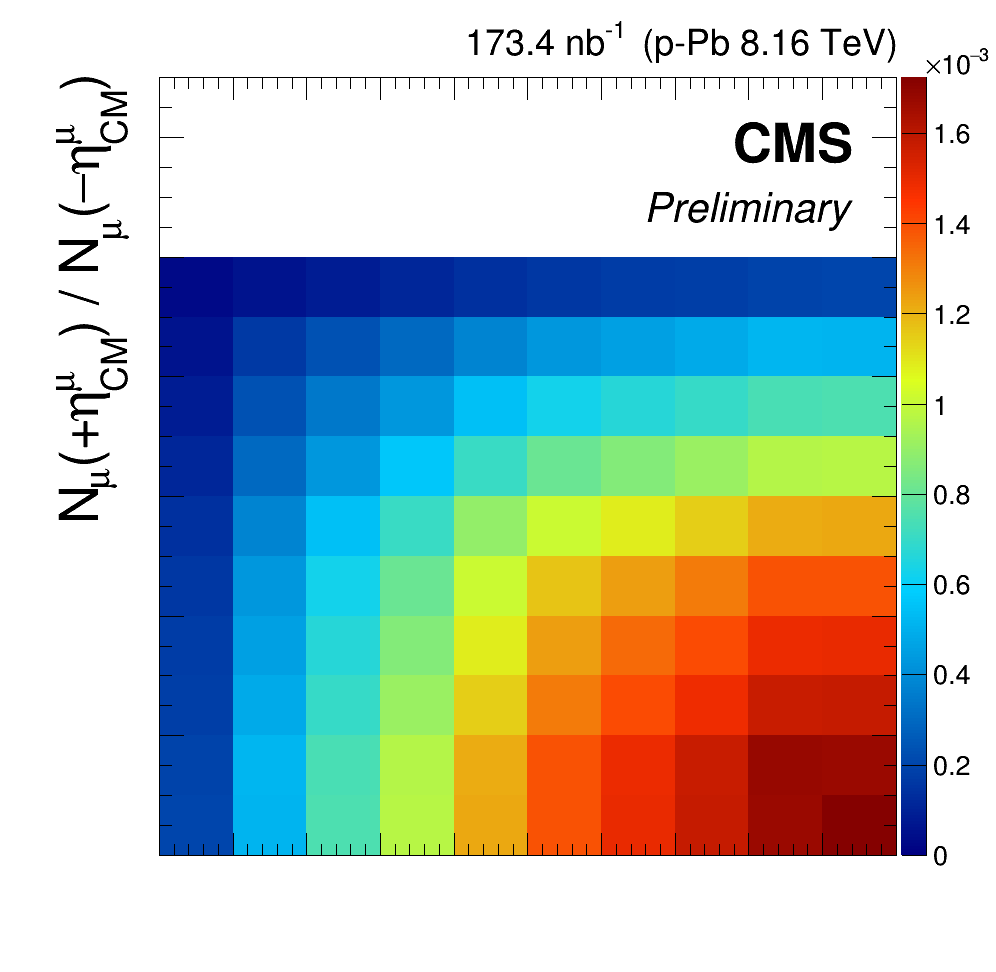 173.4 nb⁻¹ (p-Pb 8.16 TeV)
×10⁻³
CMS
Preliminary
N_μ(+η^μ_CM) / N_μ(−η^μ_CM)
1.6
1.4
1.2
1
0.8
0.6
0.4
0.2
0